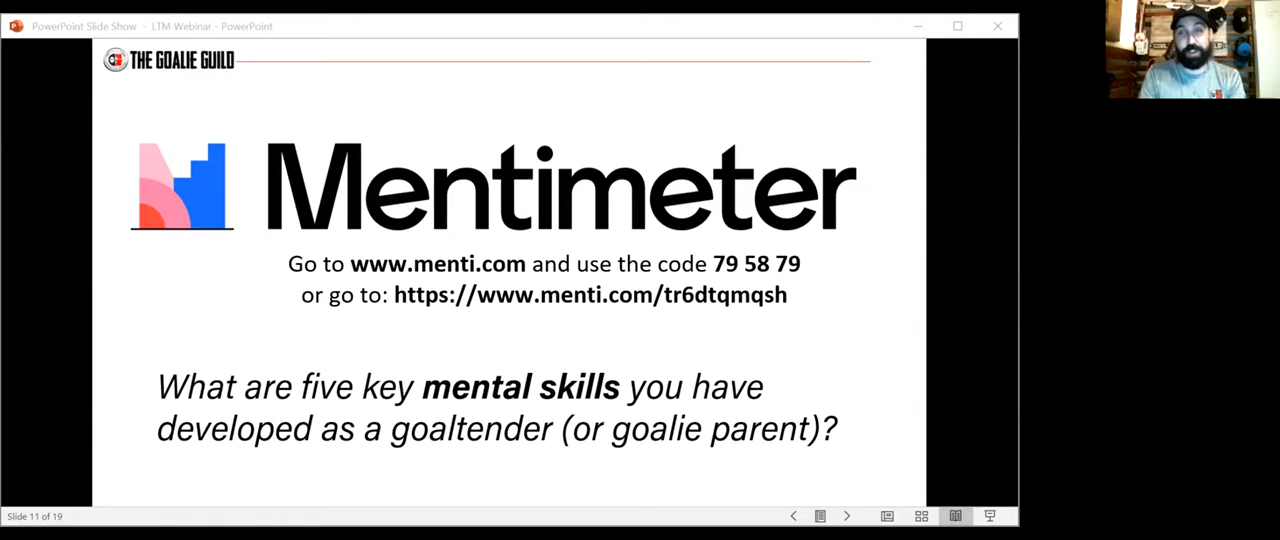 PowerPoint Slide Show - LTM Webinar - PowerPoint
THE GOALIE GUILD
Mentimeter
Go to www.menti.com and use the code 79 58 79
or go to: https://www.menti.com/tr6dtqmqsh
What are five key mental skills you have
developed as a goaltender (or goalie parent)?
Slide 11 of 19